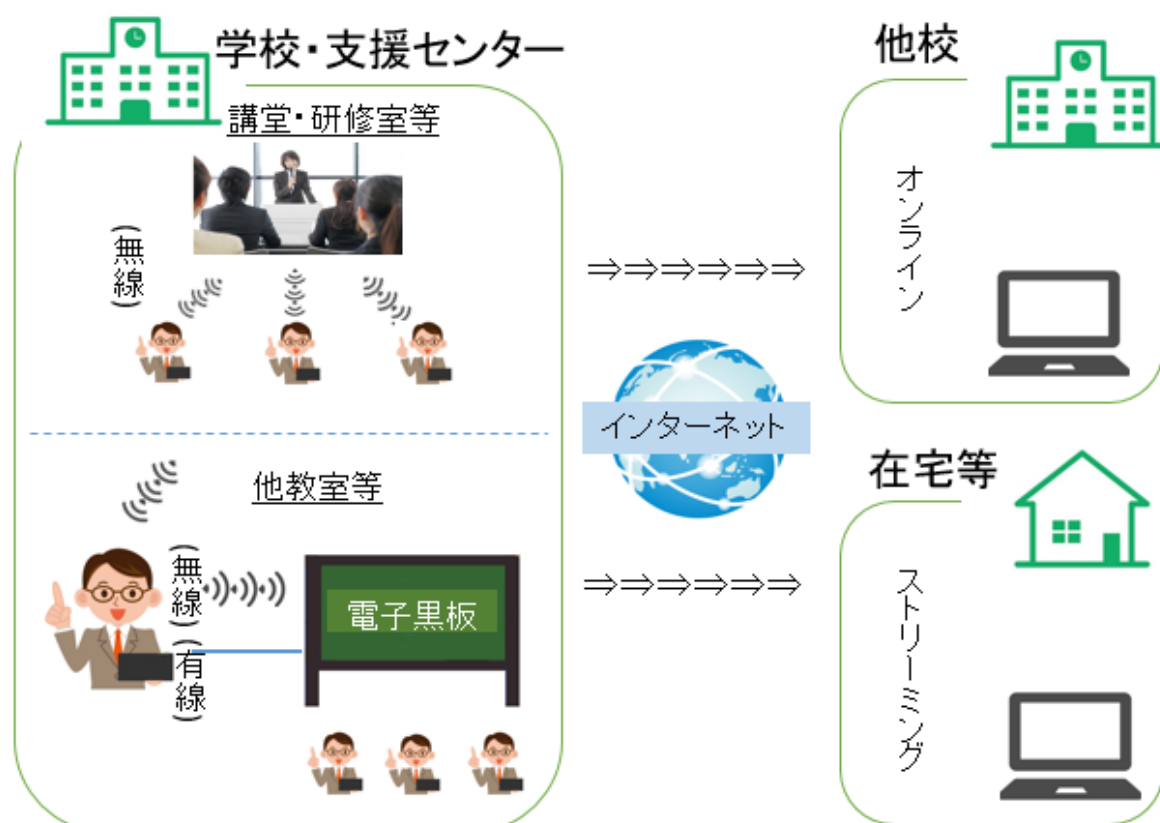 学校・支援センター
講堂・研修室等
(無線)
他教室等
(無線)
(有線)
電子黒板
⇒⇒⇒⇒⇒⇒
インターネット
⇒⇒⇒⇒⇒⇒
他校
オンライン
在宅等
ストリーミング